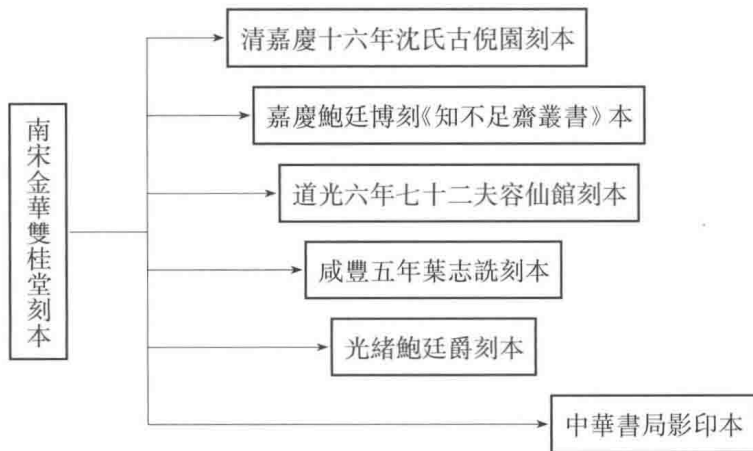 南宋金華雙桂堂刻本
清嘉慶十六年沈氏古倪園刻本
嘉慶鮑廷博刻《知不足齋叢書》本
道光六年七十二夫容仙館刻本
咸豐五年葉志詵刻本
光緒鮑廷爵刻本
中華書局影印本